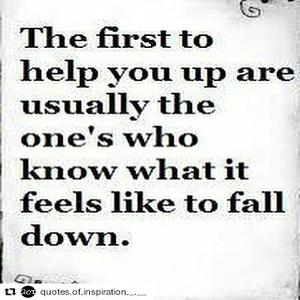 The first to
help you up are
usually the
one's who
know what it
feels like to fall
down.
quotes.of.inspiration._.__